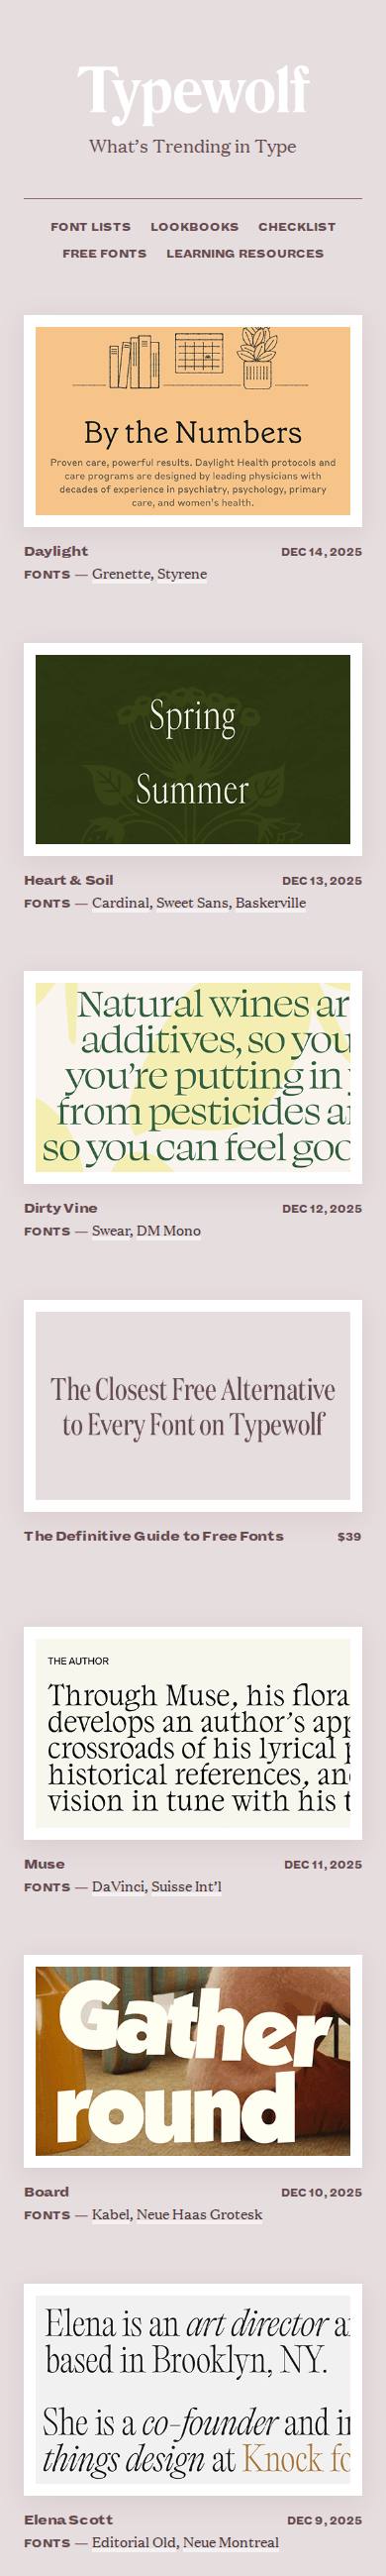 Typewolf
What's Trending in Type
FONT LISTS LOOKBOOKS CHECKLIST
FREE FONTS LEARNING RESOURCES
By the Numbers
Proven care, powerful results. Daylight Health protocols and
care programs are designed by leading physicians with
decades of experience in psychiatry, psychology, primary
care, and women's health.
Daylight DEC 14, 2025
FONTS — Grenette, Styrene
Spring
Summer
Heart & Soil DEC 13, 2025
FONTS — Cardinal, Sweet Sans, Baskerville
Natural wines ar
additives, so you
you're putting in
from pesticides a
so you can feel goo
Dirty Vine DEC 12, 2025
FONTS — Swear, DM Mono
The Closest Free Alternative
to Every Font on Typewolf
The Definitive Guide to Free Fonts $39
THE AUTHOR
Through Muse, his flora
develops an author's app
crossroads of his lyrical p
historical references, an
vision in tune with his t
Muse DEC 11, 2025
FONTS — DaVinci, Suisse Int'l
Gather
round
Board DEC 10, 2025
FONTS — Kabel, Neue Haas Grotesk
Elena is an art director a
based in Brooklyn, NY.
She is a co-founder and i
things design at Knock fo
Elena Scott DEC 9, 2025
FONTS — Editorial Old, Neue Montreal